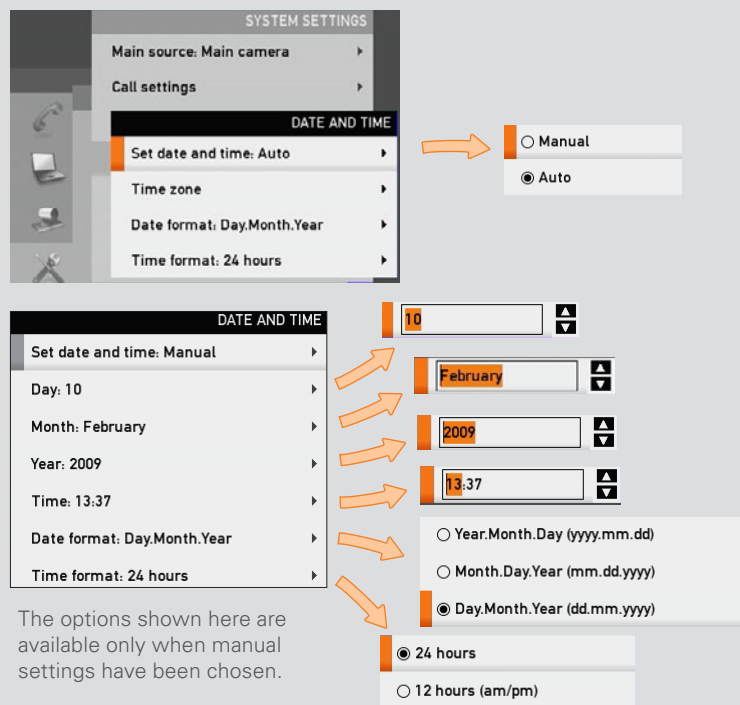 SYSTEM SETTINGS
Main source: Main camera
Call settings
DATE AND TIME
Set date and time: Auto
Time zone
Date format: Day.Month.Year
Time format: 24 hours
Manual
Auto
DATE AND TIME
Set date and time: Manual
Day: 10
Month: February
Year: 2009
Time: 13:37
Date format: Day.Month.Year
Time format: 24 hours
10
February
2009
13:37
Year.Month.Day (yyyy.mm.dd)
Month.Day.Year (mm.dd.yyyy)
Day.Month.Year (dd.mm.yyyy)
24 hours
12 hours (am/pm)
The options shown here are
available only when manual
settings have been chosen.